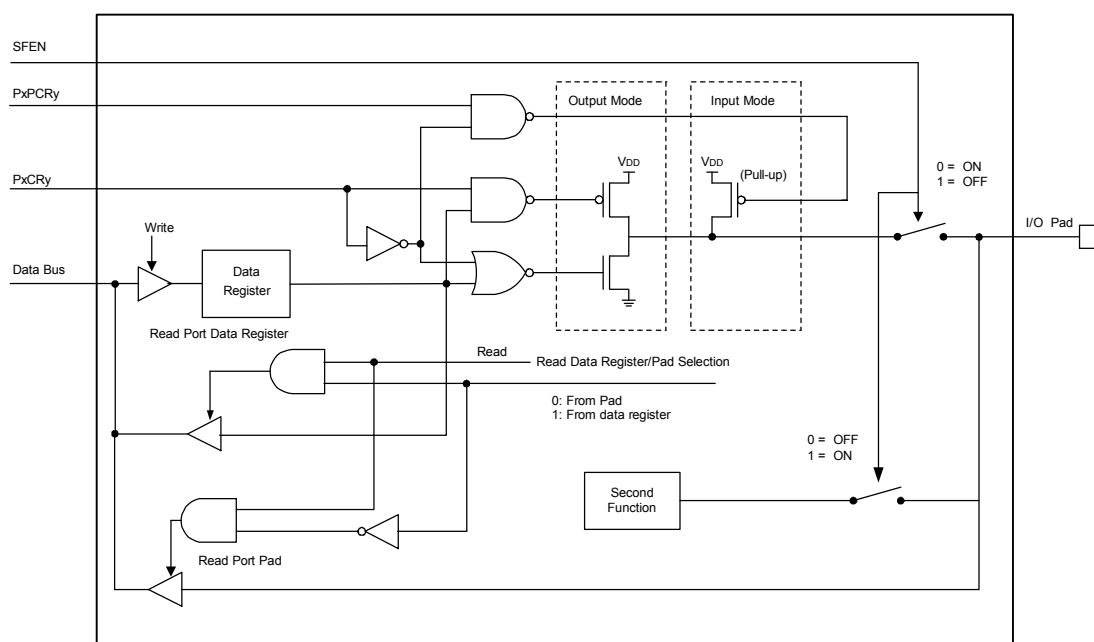 SFEN
PxPCRy
Output Mode
Input Mode
VDD
VDD
(Pull-up)
0 = ON
1 = OFF
PxCRy
I/O Pad
Write
Data Bus
Data
Register
Read Port Data Register
Read
Read Data Register/Pad Selection
0: From Pad
1: From data register
0 = OFF
1 = ON
Second
Function
Read Port Pad